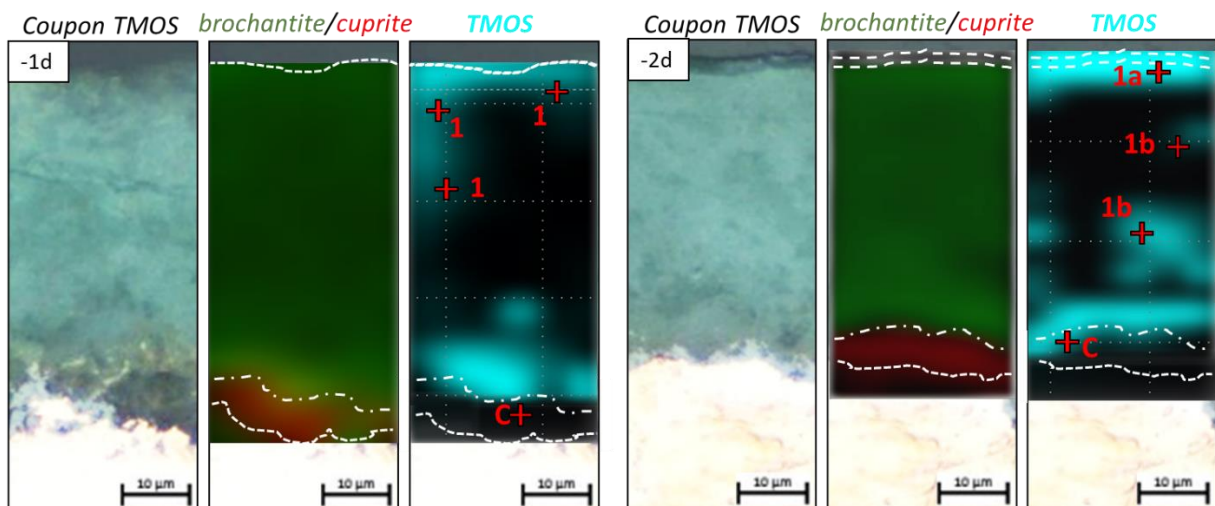 Coupon TMOS brochantite/cuprite TMOS
-1d
1
1
1
C
10 µm 10 µm 10 µm
Coupon TMOS brochantite/cuprite TMOS
-2d
1a
1b
1b
C
10 µm 10 µm 10 µm